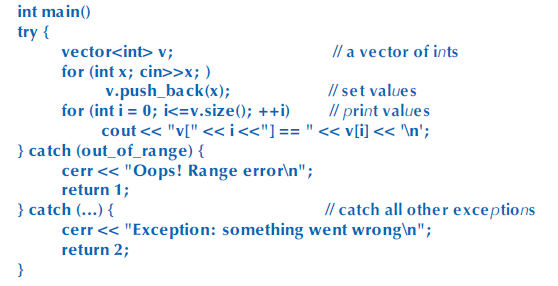 int main()
try {
vector<int> v; // a vector of ints
for (int x; cin>>x; )
v.push_back(x); // set values
for (int i = 0; i<=v.size(); ++i) // print values
cout << "v[" << i <<"] == " << v[i] << '\n';
} catch (out_of_range) {
cerr << "Oops! Range error\n";
return 1;
} catch (...) { // catch all other exceptions
cerr << "Exception: something went wrong\n";
return 2;
}